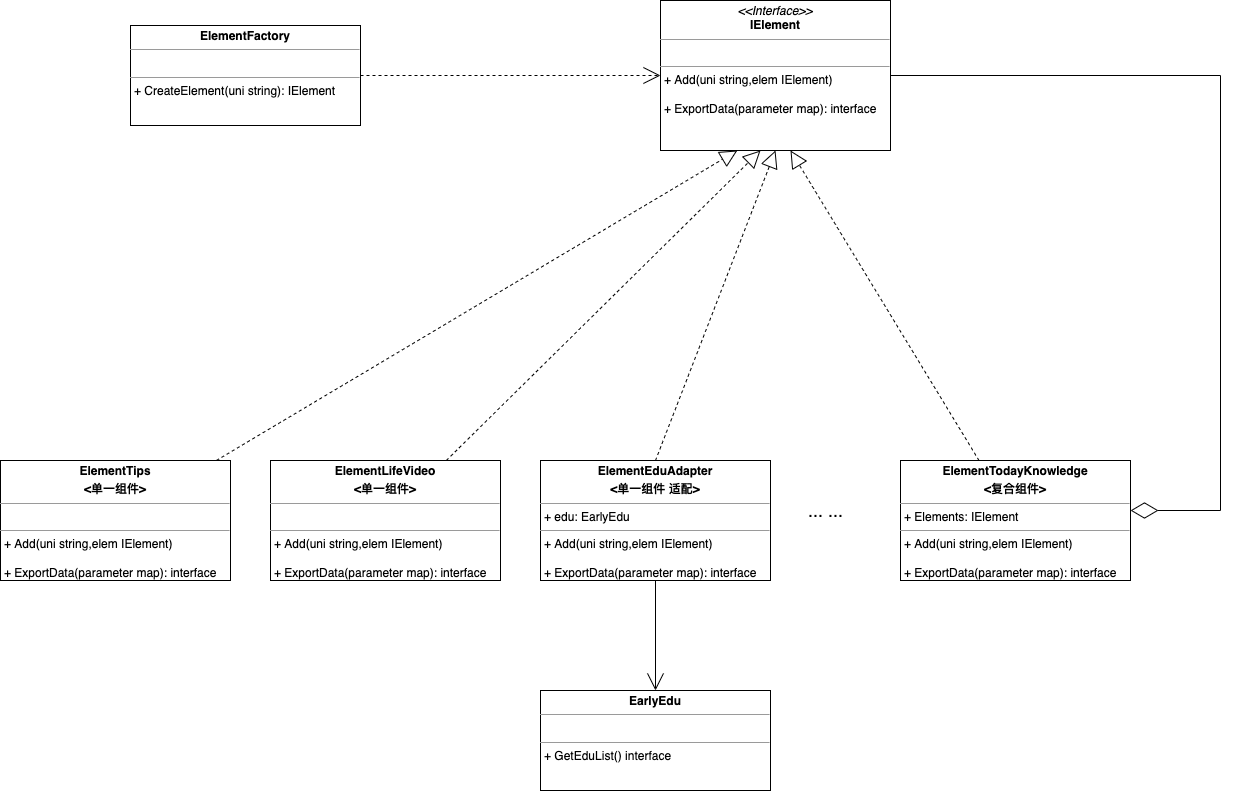 <<Interface>>
IElement
+ Add(uni string,elem IElement)
+ ExportData(parameter map): interface
ElementFactory
+ CreateElement(uni string): IElement
ElementTips
<单一组件>
+ Add(uni string,elem IElement)
+ ExportData(parameter map): interface
ElementLifeVideo
<单一组件>
+ Add(uni string,elem IElement)
+ ExportData(parameter map): interface
ElementEduAdapter
<单一组件 适配>
+ edu: EarlyEdu
+ Add(uni string,elem IElement)
+ ExportData(parameter map): interface
... ...
ElementTodayKnowledge
<复合组件>
+ Elements: IElement
+ Add(uni string,elem IElement)
+ ExportData(parameter map): interface
EarlyEdu
+ GetEduList() interface